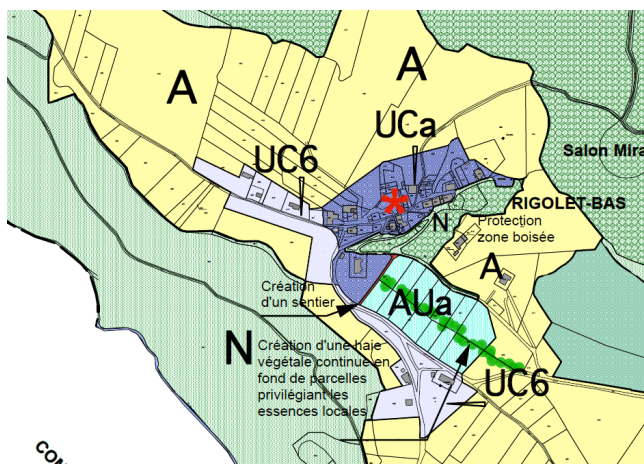 A
A
UCa
UC6
Salon Mira
RIGOLET-BAS
N
Protection
zone boisée
A
Création
d'un sentier
AUa
N
Création d'une haie
végétale continue en
fond de parcelles
privilégiant les
essences locales
UC6
COM